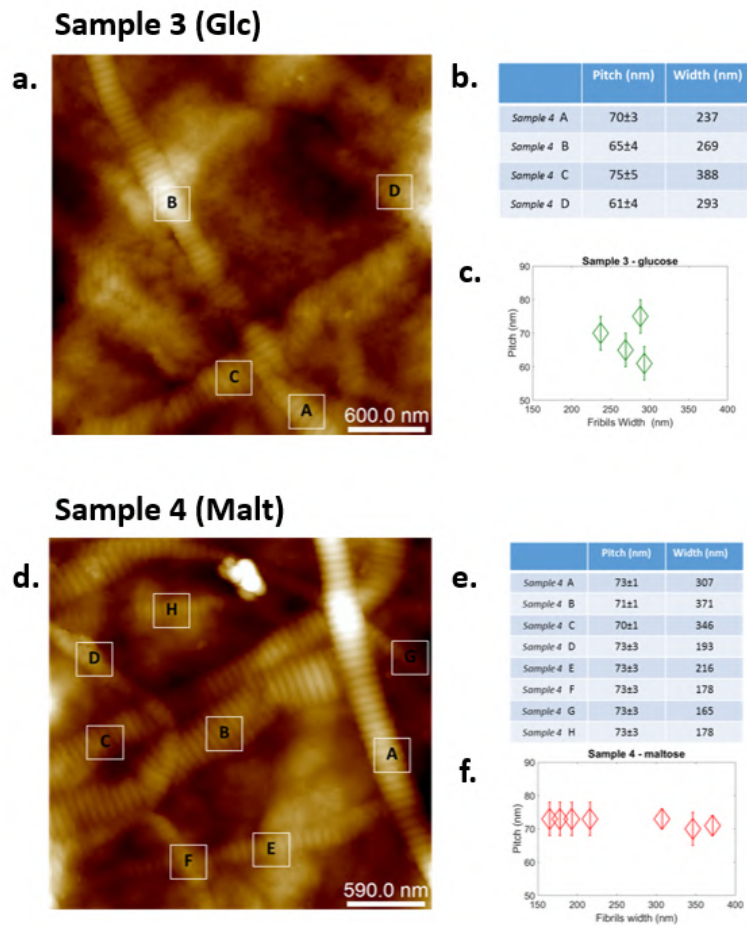 Sample 3 (Glc)
a.
B
D
C
A
600.0 nm
b.
Pitch (nm) Width (nm)
Sample 4 A 70±3 237
Sample 4 B 65±4 269
Sample 4 C 75±5 388
Sample 4 D 61±4 293
c.
Sample 3 - glucose
Pitch (nm)
90
80
70
60
50
150 200 250 300 350 400
Fibrils Width (nm)
Sample 4 (Malt)
d.
H
D
G
B
C
A
E
F
590.0 nm
e.
Pitch (nm) Width (nm)
Sample 4 A 73±1 307
Sample 4 B 71±1 371
Sample 4 C 70±1 346
Sample 4 D 73±3 193
Sample 4 E 73±3 216
Sample 4 F 73±3 178
Sample 4 G 73±3 165
Sample 4 H 73±3 178
f.
Sample 4 - maltose
Pitch (nm)
90
80
70
60
50
150 200 250 300 350 400
Fibrils width (nm)